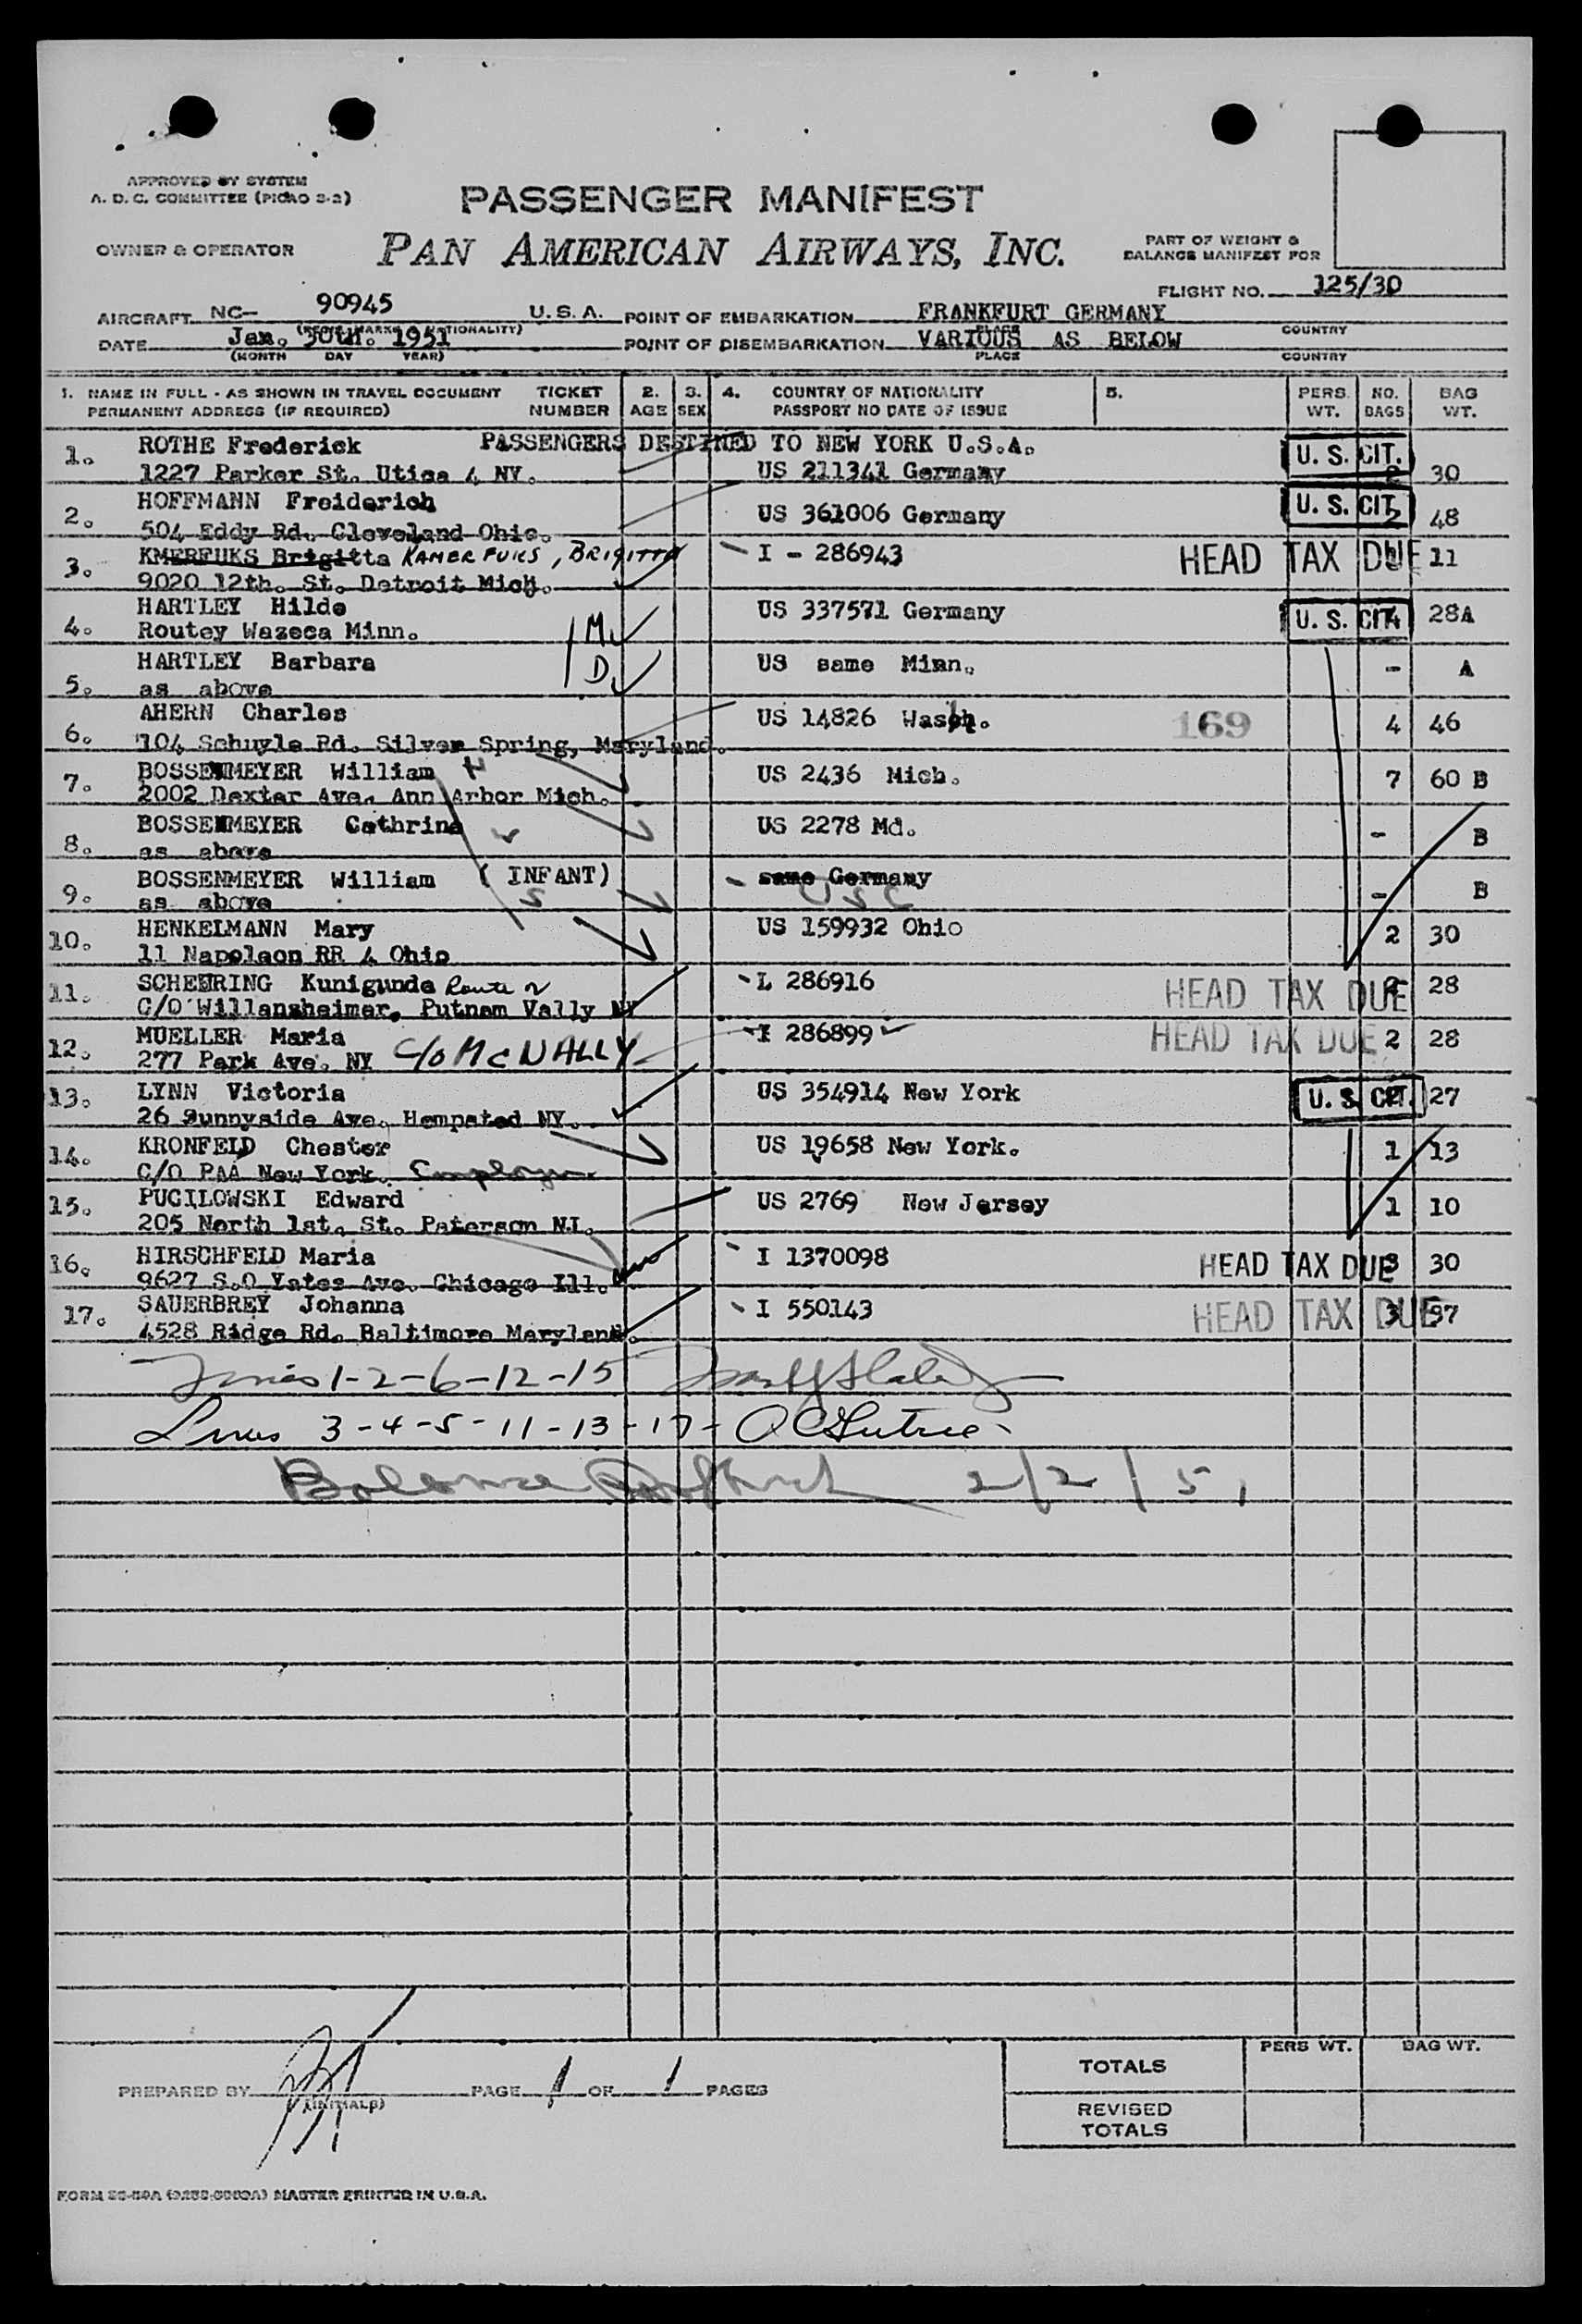 APPROVED BY SYSTEM
A. D. C. COMMITTEE (PICAO S-2)
PASSENGER MANIFEST
OWNER & OPERATOR
PAN AMERICAN AIRWAYS, INC.
PART OF WEIGHT &
BALANCE MANIFEST FOR
FLIGHT NO. 125/30
AIRCRAFT NC- 90945 U. S. A. POINT OF EMBARKATION FRANKFURT GERMANY
PLACE COUNTRY
DATE Jan. 30th. 1951 POINT OF DISEMBARKATION VARIOUS AS BELOW
(MONTH DAY YEAR) PLACE COUNTRY
1. NAME IN FULL - AS SHOWN IN TRAVEL DOCUMENT TICKET 2. 3. 4. COUNTRY OF NATIONALITY 5. PERS. NO. BAG
PERMANENT ADDRESS (IF REQUIRED) NUMBER AGE SEX PASSPORT NO DATE OF ISSUE WT. BAGS WT.
1. ROTHE Frederick PASSENGERS DESTINED TO NEW YORK U.S.A. U. S. CIT.
1227 Parker St. Utica 4 NY. US 211341 Germany 2 30
2. HOFFMANN Freiderich US 361006 Germany U. S. CIT. 2 48
504 Eddy Rd. Cleveland Ohio.
3. KMERFUKS Brigitta KAMERFUKS, BRIGITTA I - 286943 HEAD TAX DUE 11
9020 12th. St. Detroit Mich.
4. HARTLEY Hilde M US 337571 Germany U. S. CIT. 28A
Routey Wazeca Minn.
5. HARTLEY Barbara D US same Minn. - A
as above
6. AHERN Charles US 14826 Wash. 169 4 46
104 Schuyle Rd. Silver Spring, Maryland.
7. BOSSENMEYER William H US 2436 Mich. 7 60 B
2002 Dexter Ave. Ann Arbor Mich.
8. BOSSENMEYER Cathrine W US 2278 Md. - B
as above
9. BOSSENMEYER William (INFANT) S same Germany USC - B
as above
10. HENKELMANN Mary US 159932 Ohio 2 30
11 Napoleon RR 4 Ohio
11. SCHERING Kunigunde Route 2 L 286916 HEAD TAX DUE 2 28
C/O Willansheimer, Putnam Vally NY
12. MUELLER Maria I 286899 HEAD TAX DUE 2 28
277 Park Ave. NY C/O MCNALLY
13. LYNN Victoria US 354914 New York U. S. CIT. 2 27
26 Sunnyside Ave. Hempsted NY.
14. KRONFELD Chester US 19658 New York. 1 13
C/O PAA New York. Employee
15. PUCILOWSKI Edward US 2769 New Jersey 1 10
205 North 1st. St. Paterson NJ.
16. HIRSCHFELD Maria I 1370098 HEAD TAX DUE 3 30
9627 S.O Yates Ave. Chicago Ill.
17. SAUERBREY Johanna I 550143 HEAD TAX DUE 3 37
4528 Ridge Rd. Baltimore Maryland.
Lines 1-2-6-12-15
Lines 3-4-5-11-13-17-
Balance 2/2/51
PREPARED BY
(INITIALS)
PAGE 1 OF 1 PAGES
PERS WT. BAG WT.
TOTALS
REVISED
TOTALS
MASTER PRINTED IN U.S.A.